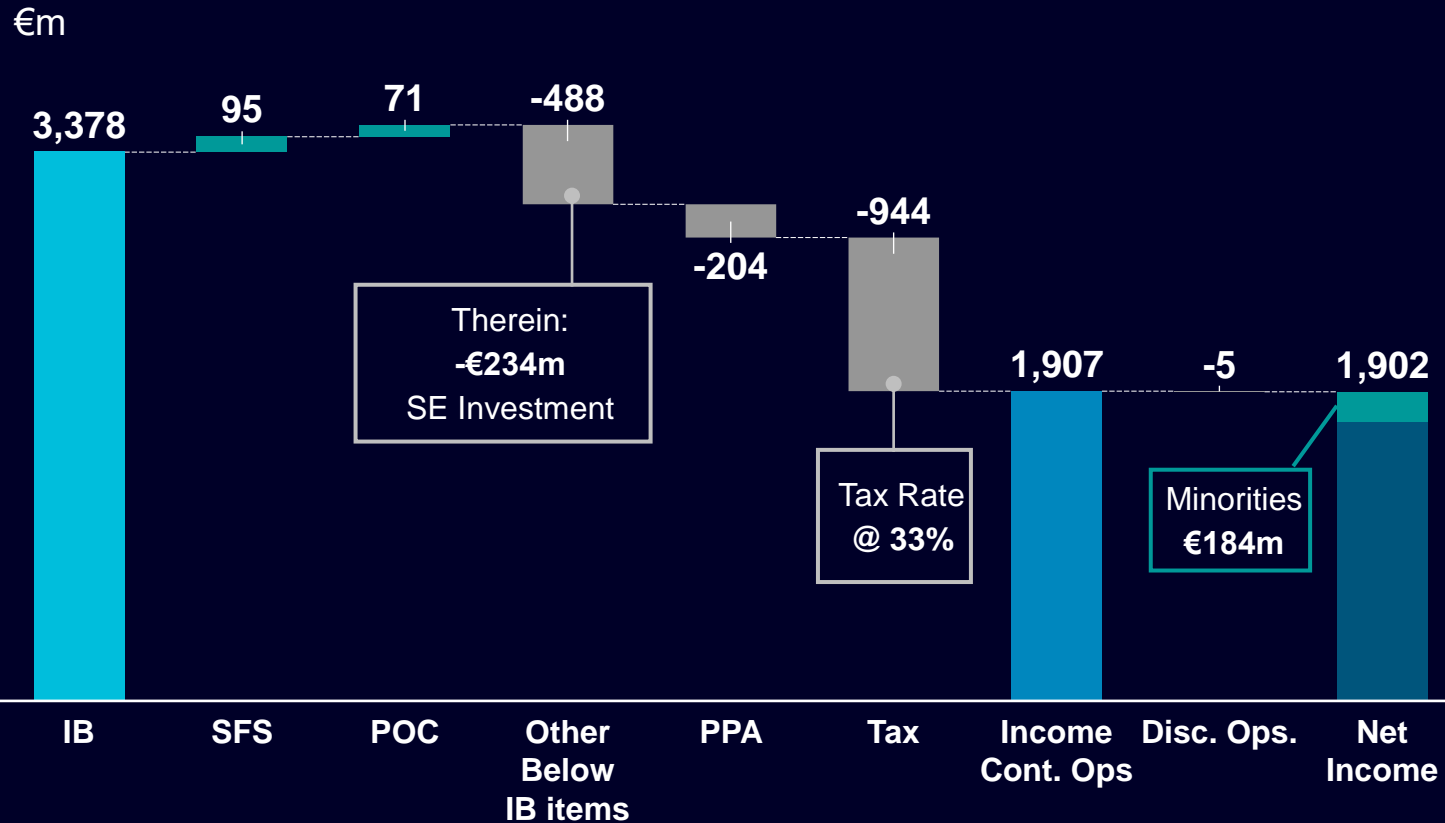 €m
3,378
95
71
-488
-204
-944
1,907
-5
1,902
Therein:
-€234m
SE Investment
Tax Rate
@ 33%
Minorities
€184m
IB
SFS
POC
Other
Below
IB items
PPA
Tax
Income
Cont. Ops
Disc. Ops.
Net
Income